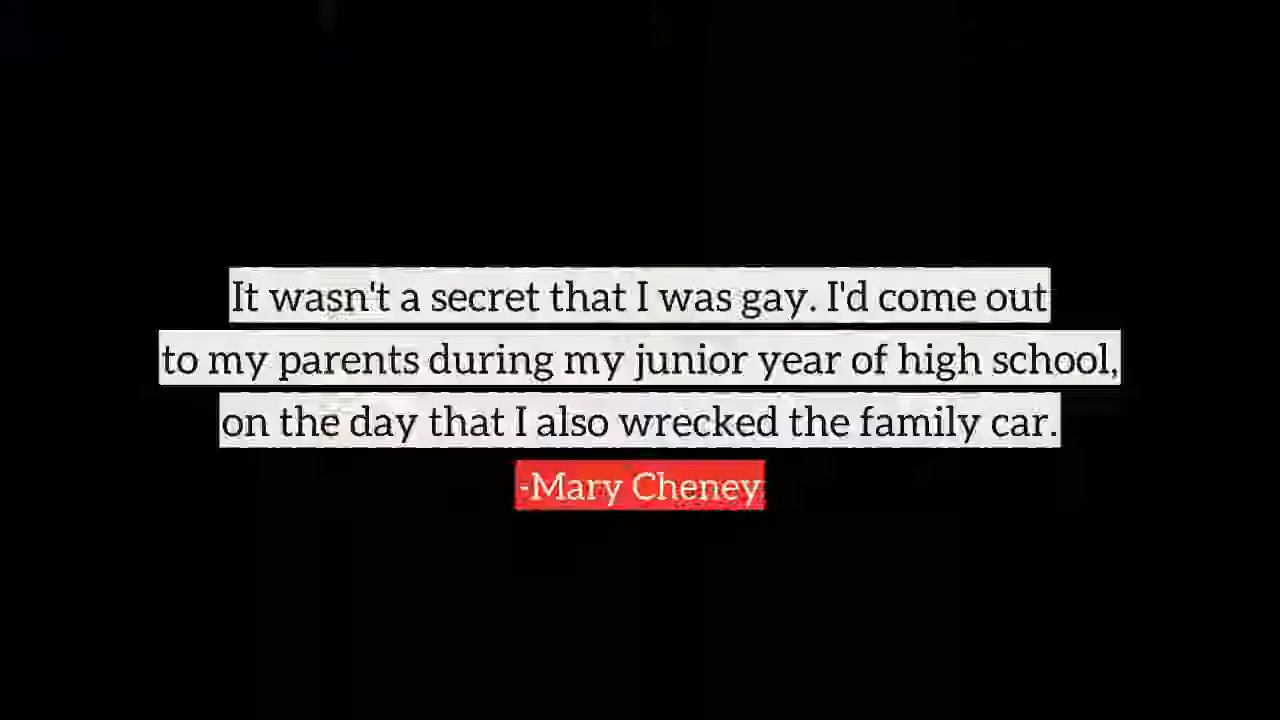 It wasn't a secret that I was gay. I'd come out
to my parents during my junior year of high school,
on the day that I also wrecked the family car.
-Mary Cheney